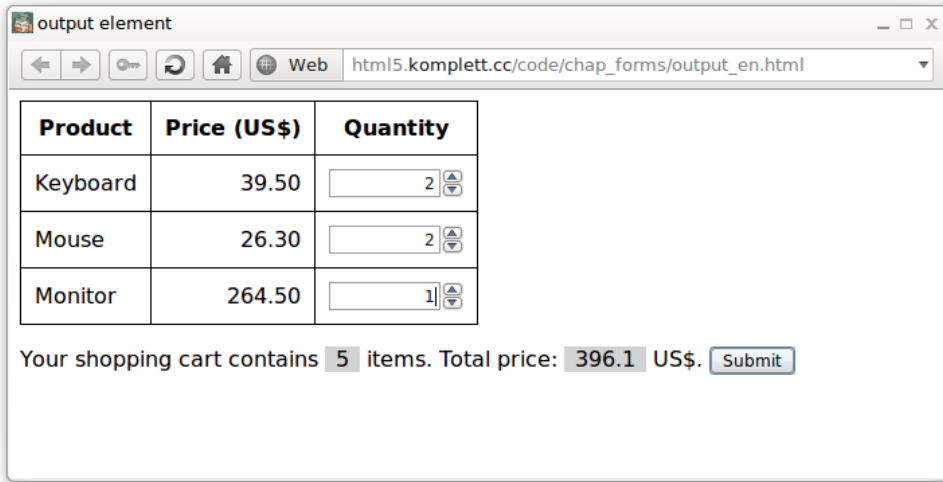 output element
Web html5.komplett.cc/code/chap_forms/output_en.html
Product Price (US$) Quantity
Keyboard 39.50 2
Mouse 26.30 2
Monitor 264.50 1
Your shopping cart contains 5 items. Total price: 396.1 US$. Submit